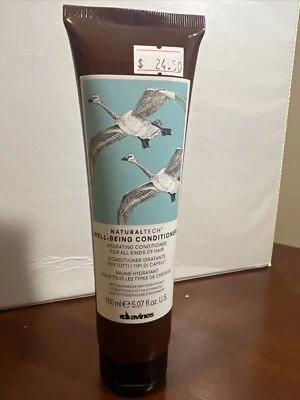 $ 24.50
NATURALTECH™
WELL-BEING CONDITIONER
HYDRATING CONDITIONER
FOR ALL KINDS OF HAIR
CONDITIONER IDRATANTE
PER TUTTI I TIPI DI CAPELLI
BAUME HYDRATANT
POUR TOUS LES TYPES DE CHEVEUX
150 ml ℮ 5.07 fl.oz. U.S.
davines